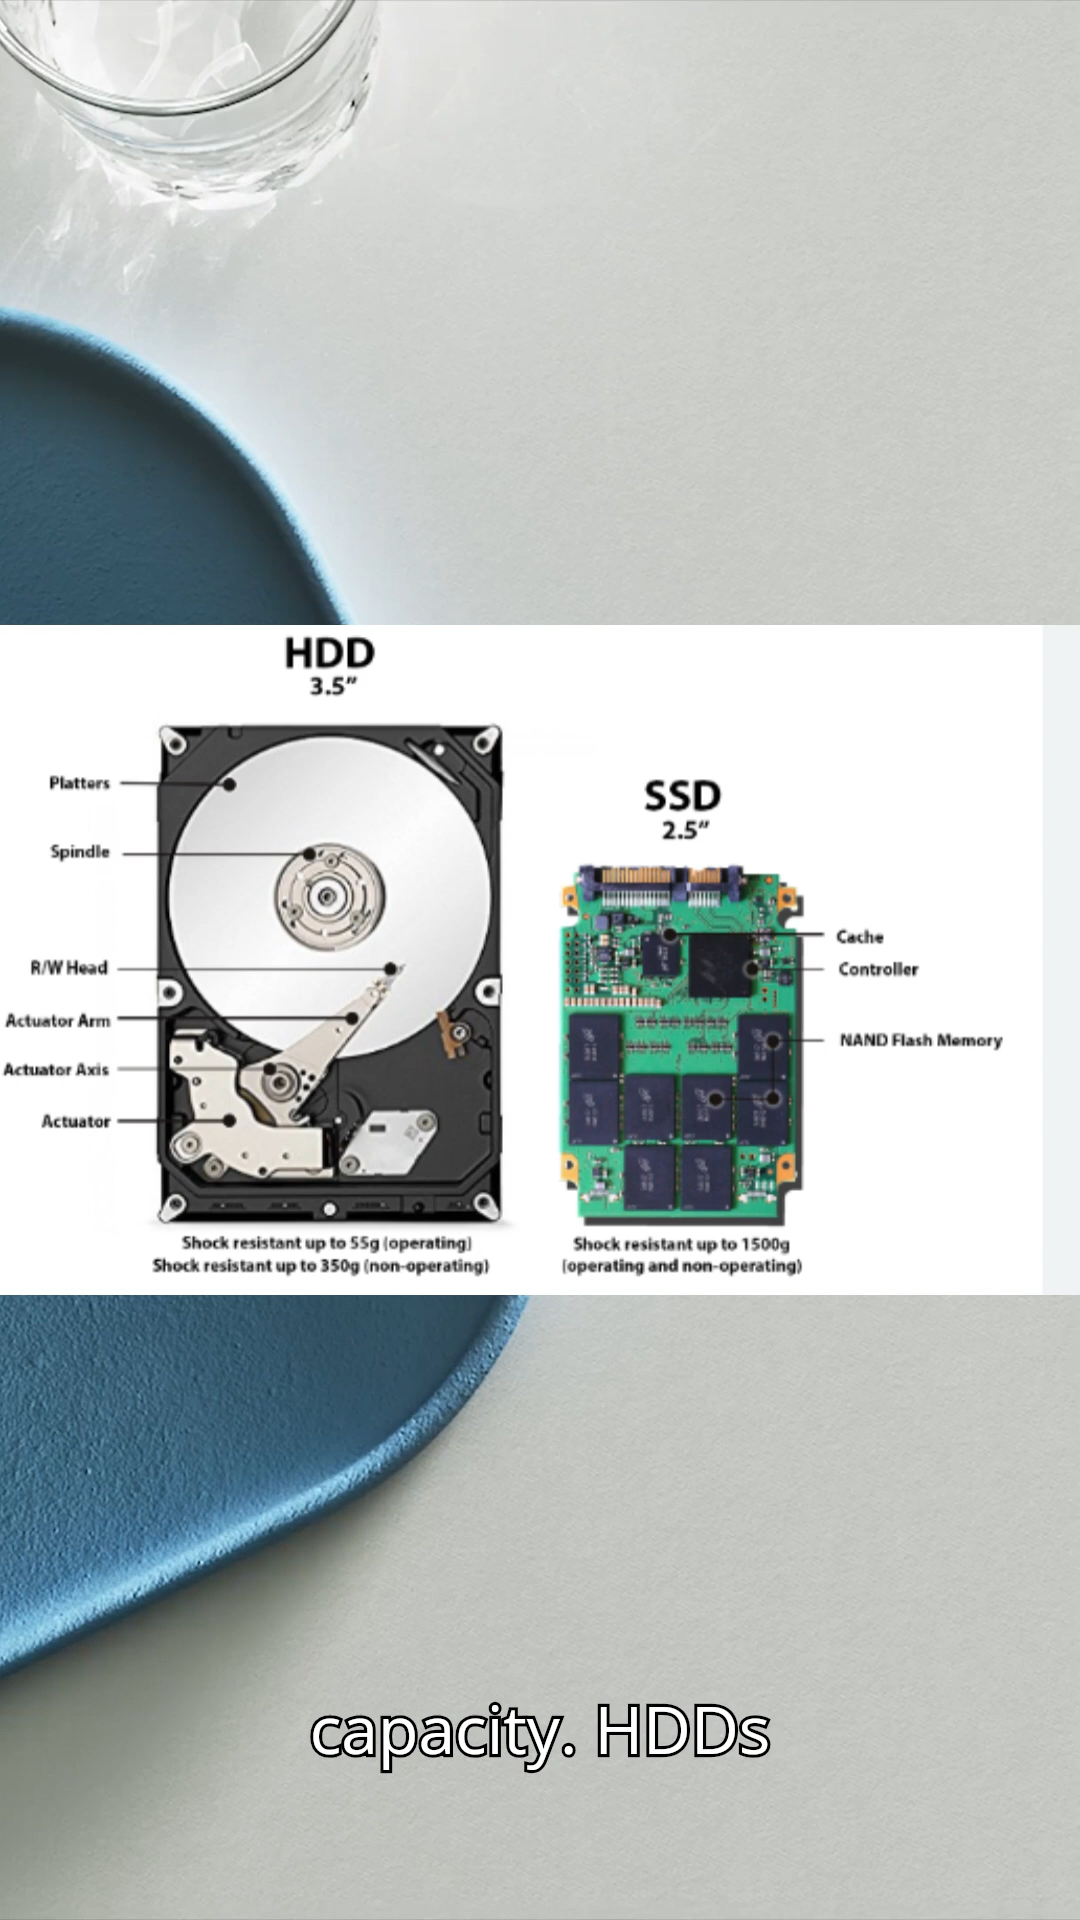 HDD
3.5”
Platters
Spindle
R/W Head
Actuator Arm
Actuator Axis
Actuator
Shock resistant up to 55g (operating)
Shock resistant up to 350g (non-operating)
SSD
2.5”
Cache
Controller
NAND Flash Memory
Shock resistant up to 1500g
(operating and non-operating)
capacity. HDDs